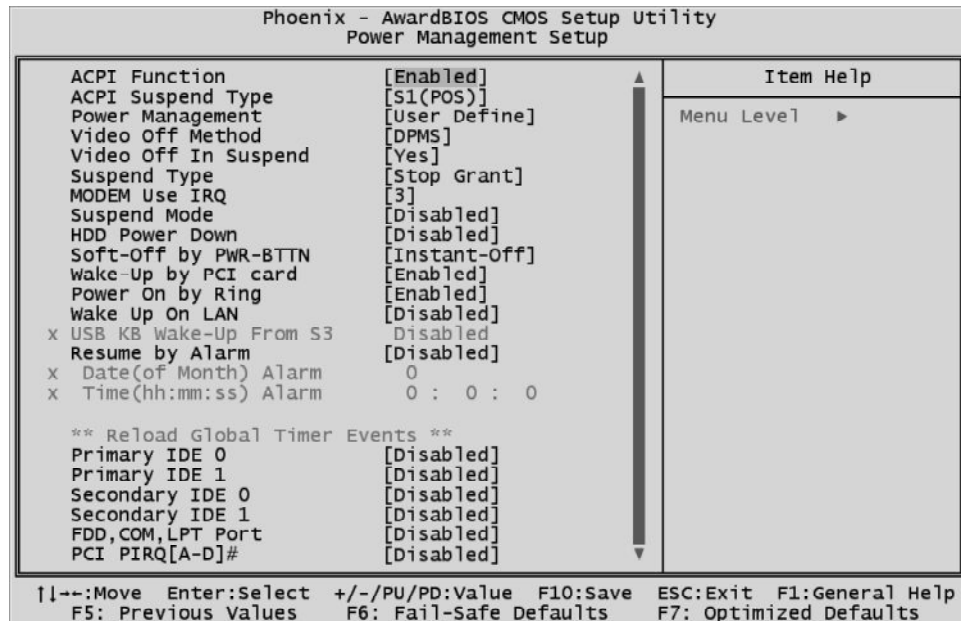 Phoenix - AwardBIOS CMOS Setup Utility
Power Management Setup
ACPI Function [Enabled]
ACPI Suspend Type [S1(POS)]
Power Management [User Define]
Video Off Method [DPMS]
Video Off In Suspend [Yes]
Suspend Type [Stop Grant]
MODEM Use IRQ [3]
Suspend Mode [Disabled]
HDD Power Down [Disabled]
Soft-Off by PWR-BTTN [Instant-Off]
Wake-Up by PCI card [Enabled]
Power On by Ring [Enabled]
Wake Up On LAN [Disabled]
x USB KB Wake-Up From S3 Disabled
Resume by Alarm [Disabled]
x Date(of Month) Alarm 0
x Time(hh:mm:ss) Alarm 0 : 0 : 0
** Reload Global Timer Events **
Primary IDE 0 [Disabled]
Primary IDE 1 [Disabled]
Secondary IDE 0 [Disabled]
Secondary IDE 1 [Disabled]
FDD,COM,LPT Port [Disabled]
PCI PIRQ[A-D]# [Disabled]
Item Help
Menu Level ►
↑↓→←:Move Enter:Select +/-/PU/PD:Value F10:Save ESC:Exit F1:General Help
F5: Previous Values F6: Fail-Safe Defaults F7: Optimized Defaults